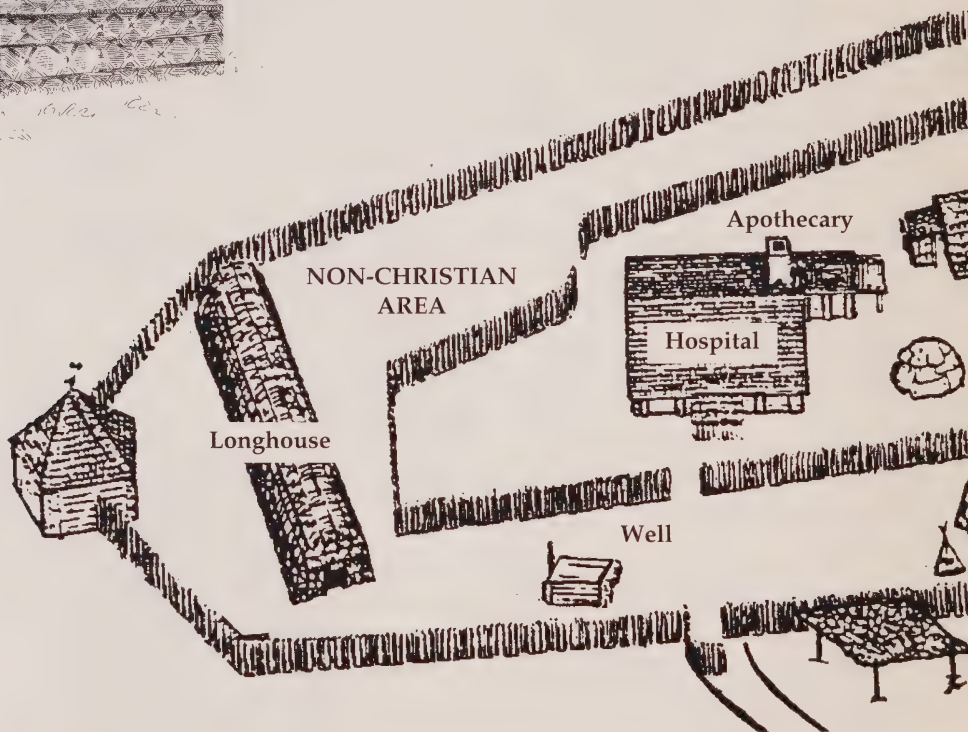 Apothecary
NON-CHRISTIAN
AREA
Hospital
Longhouse
Well